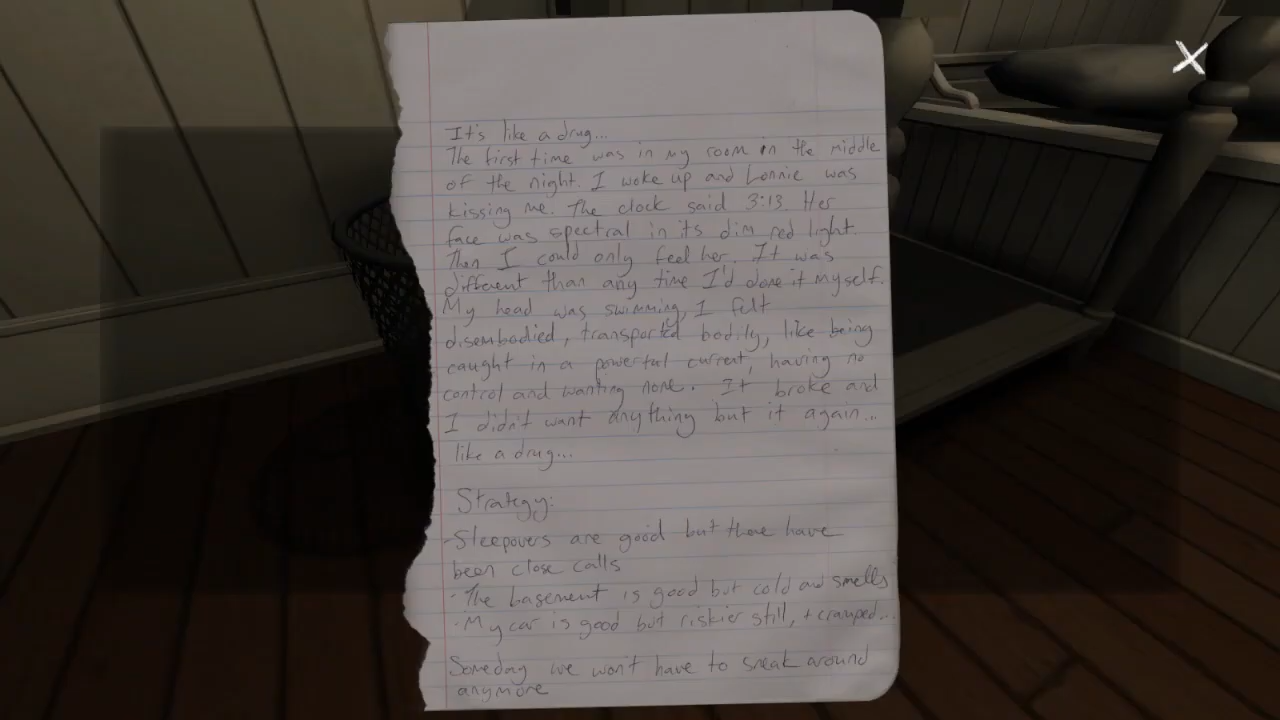 It's like a drug...
The first time was in my room in the middle
of the night. I woke up and Lonnie was
kissing me. The clock said 3:13. Her
face was spectral in its dim red light.
Then I could only feel her. It was
different than any time I'd done it myself.
My head was swimming, I felt
disembodied, transported bodily, like being
caught in a powerful current, having no
control and wanting none. It broke and
I didn't want anything but it again...
like a drug...
Strategy:
-Sleepovers are good but there have
been close calls
·The basement is good but cold and smells
·My car is good but riskier still, + cramped...
Someday we won't have to sneak around
anymore